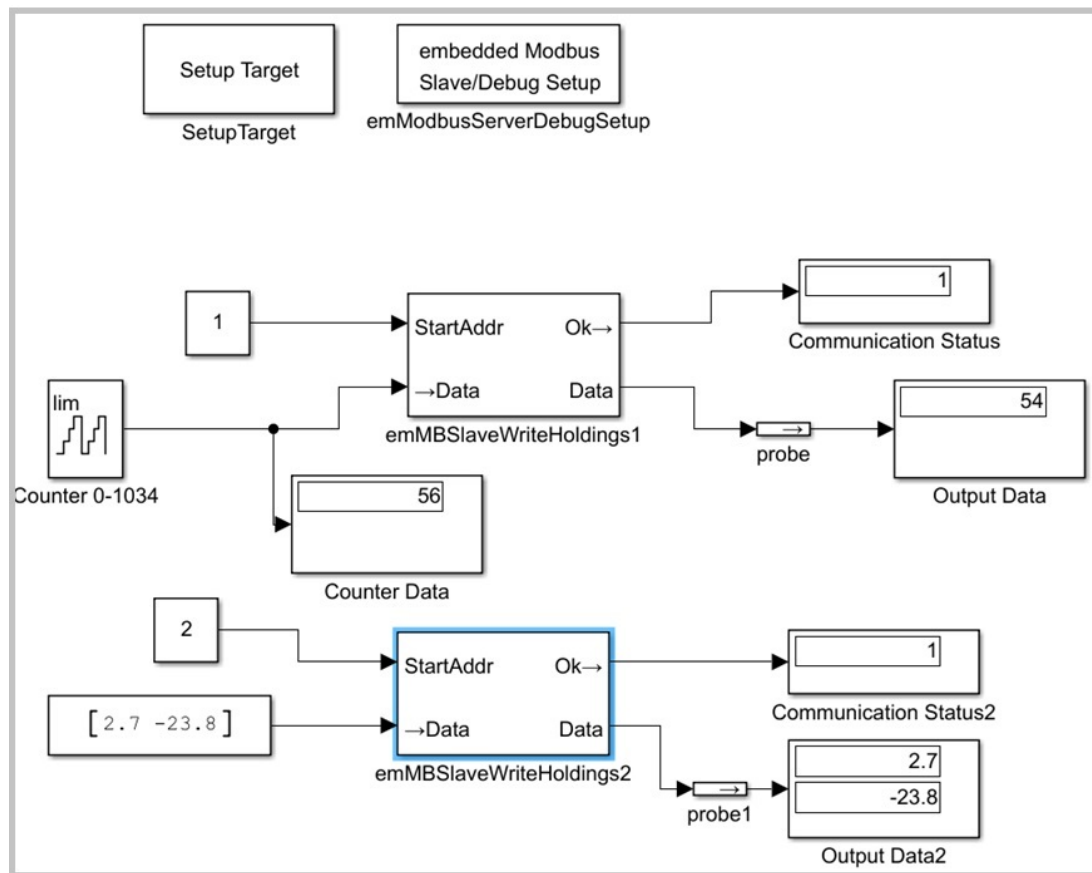 Setup Target
SetupTarget
embedded Modbus
Slave/Debug Setup
emModbusServerDebugSetup
1
StartAddr
Ok→
→Data
Data
emMBSlaveWriteHoldings1
1
Communication Status
lim
Counter 0-1034
probe
54
Output Data
56
Counter Data
2
StartAddr
Ok→
→Data
Data
emMBSlaveWriteHoldings2
[2.7 -23.8]
1
Communication Status2
probe1
2.7
-23.8
Output Data2